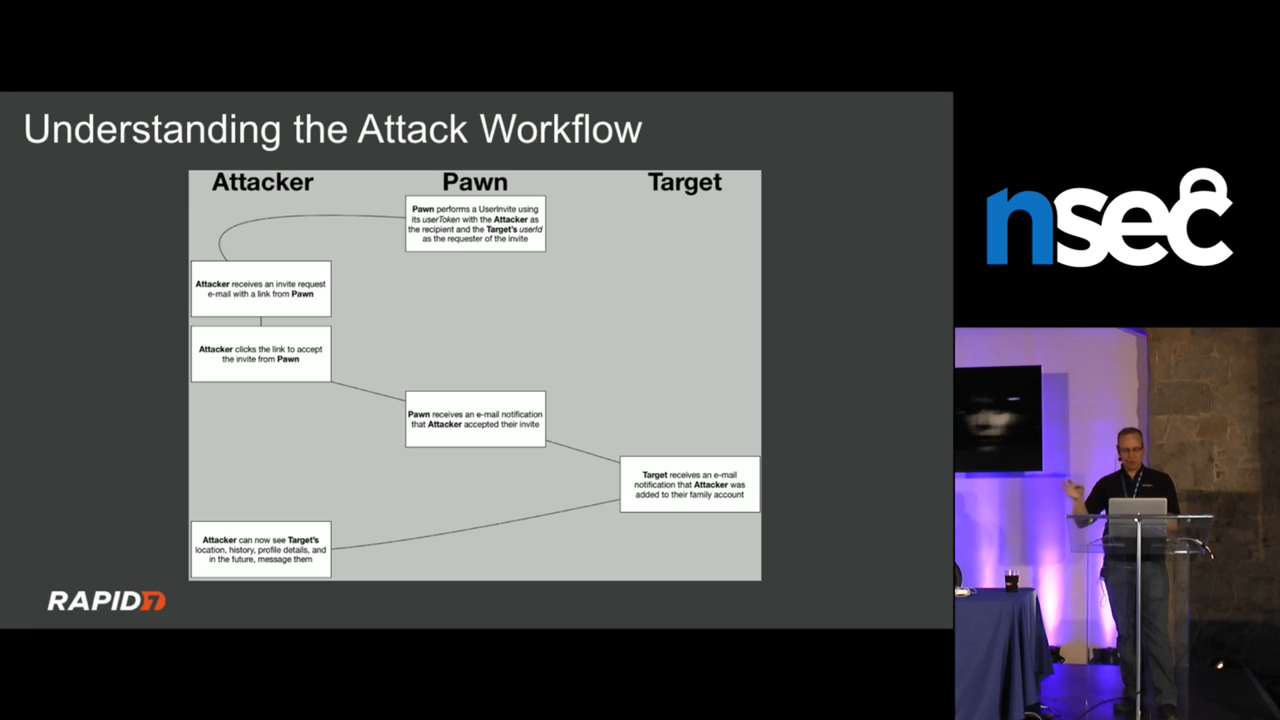 Understanding the Attack Workflow
Attacker
Pawn
Target
Pawn performs a UserInvite using
its userToken with the Attacker as
the recipient and the Target's userId
as the requester of the invite
Attacker receives an invite request
e-mail with a link from Pawn
Attacker clicks the link to accept
the invite from Pawn
Pawn receives an e-mail notification
that Attacker accepted their invite
Target receives an e-mail
notification that Attacker was
added to their family account
Attacker can now see Target's
location, history, profile details, and
in the future, message them
RAPID7
nsec